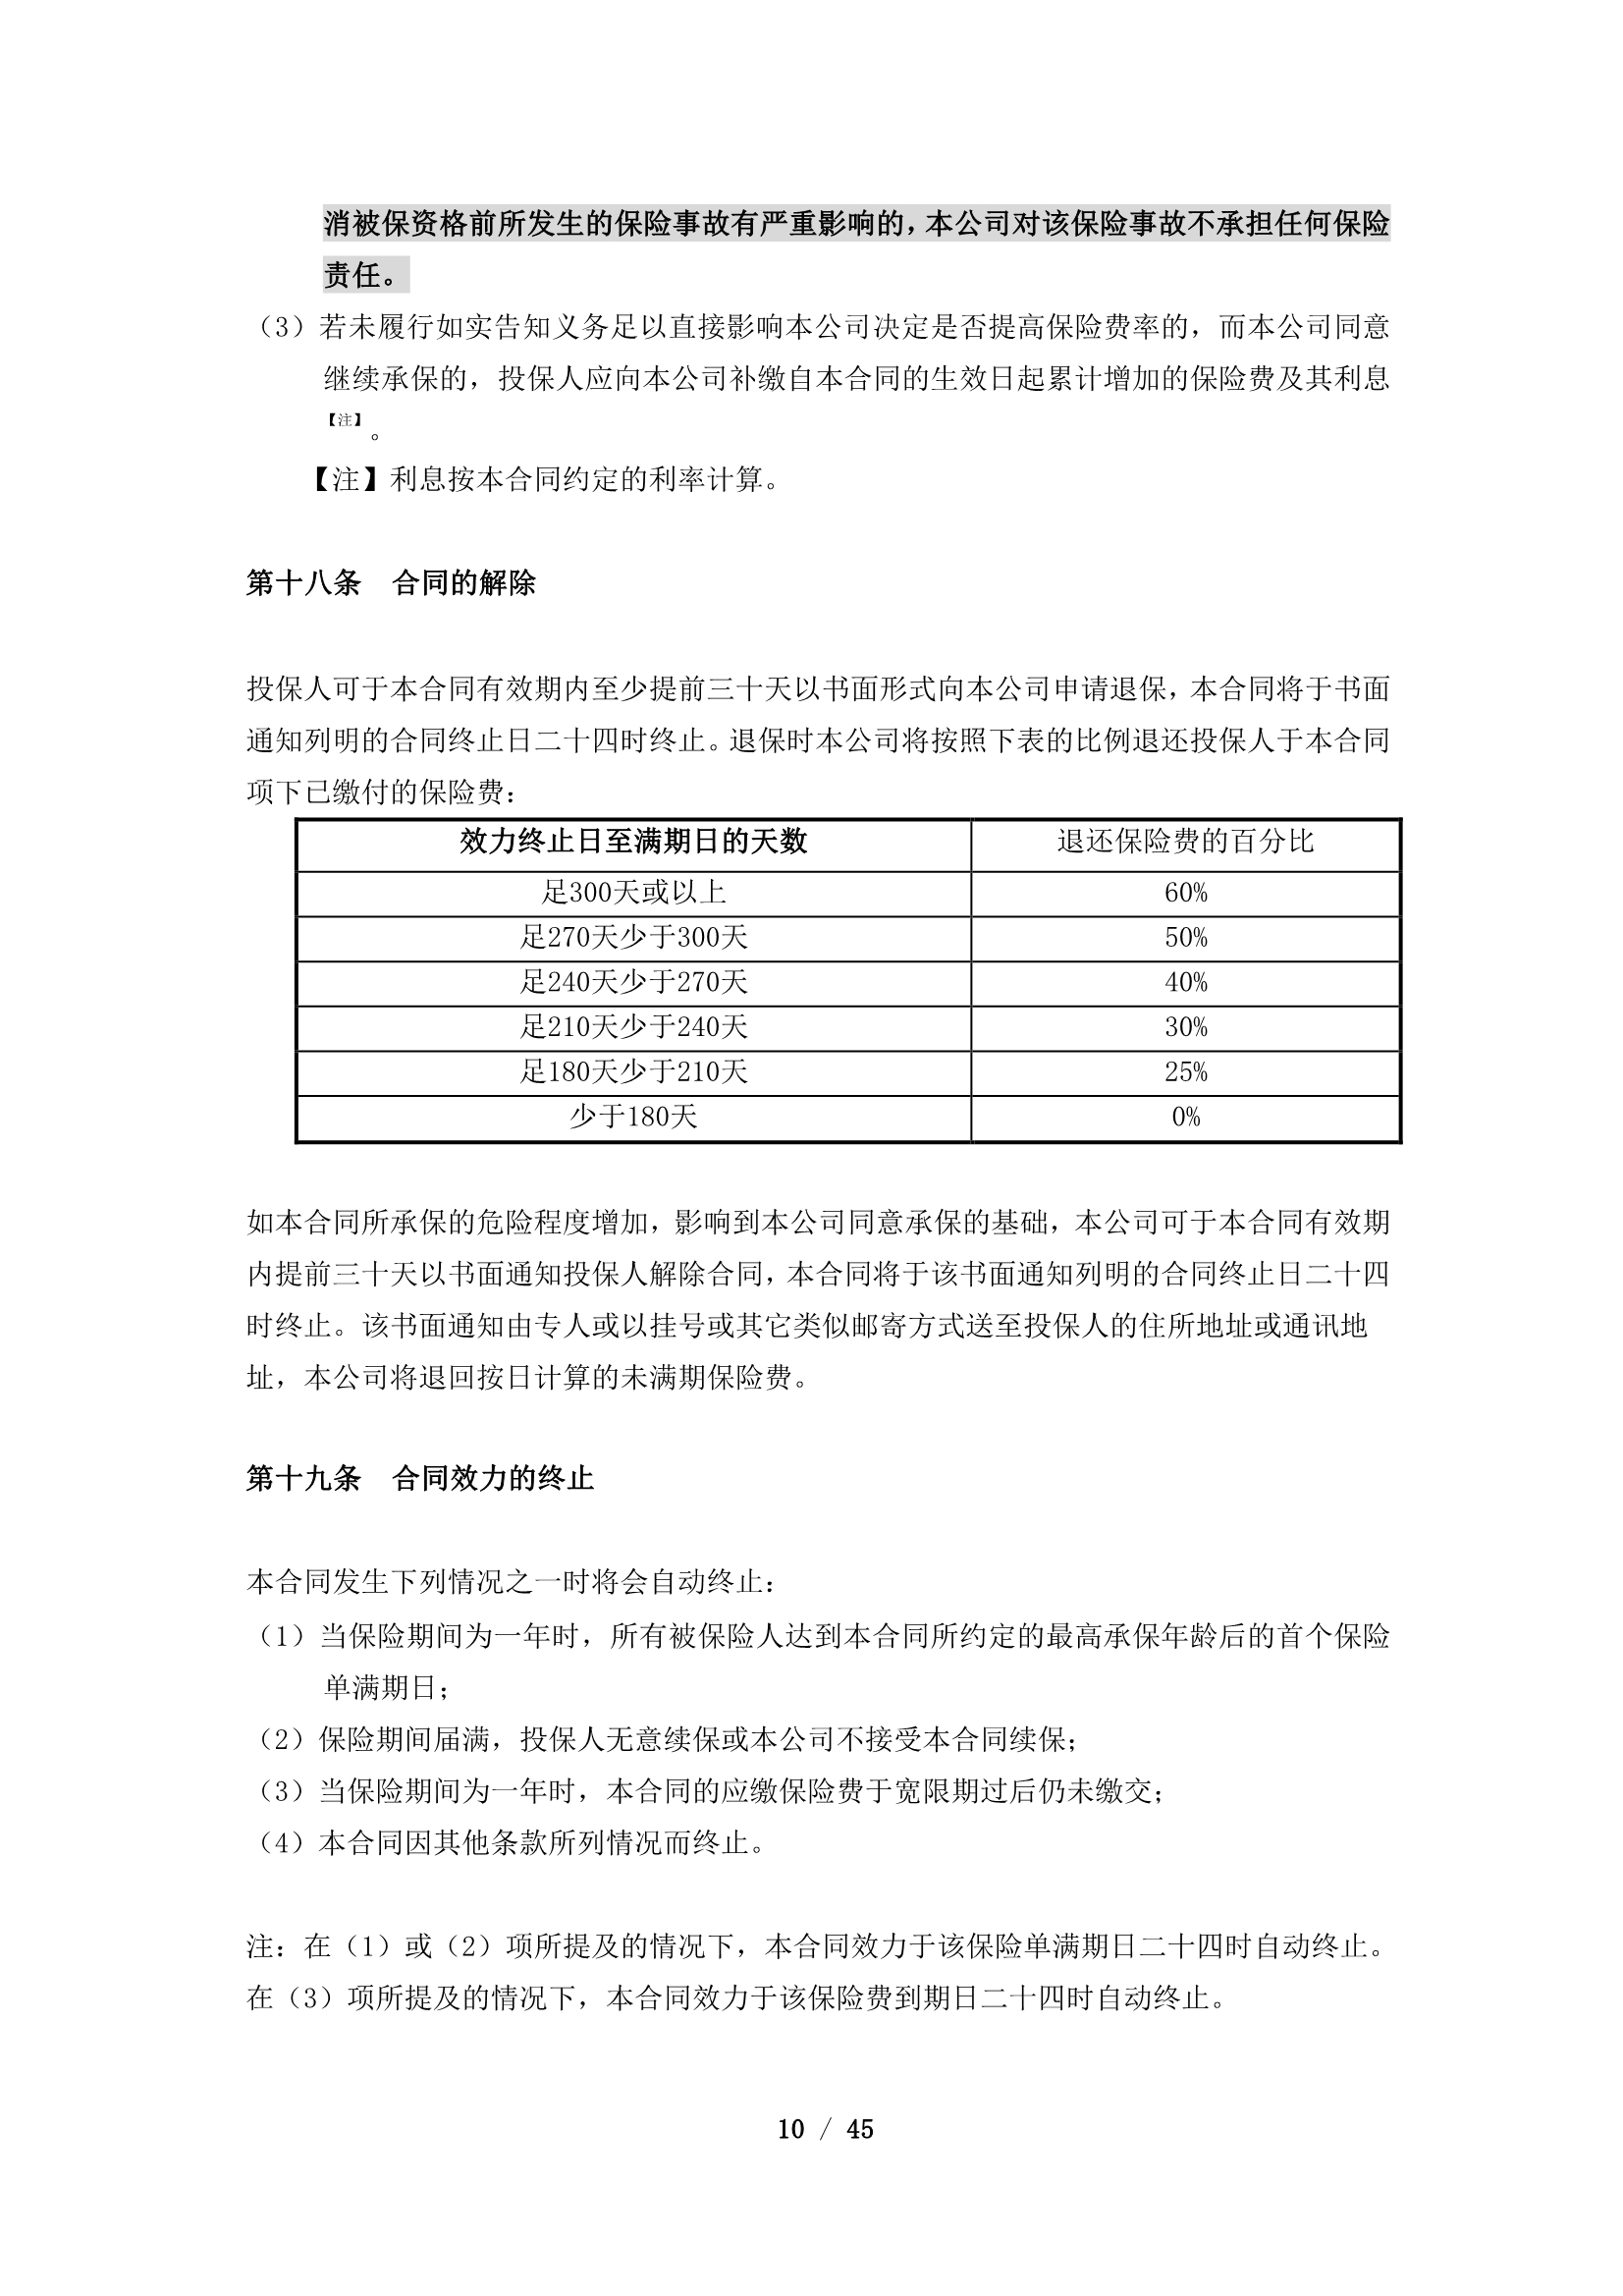 消被保资格前所发生的保险事故有严重影响的，本公司对该保险事故不承担任何保险
责任。
（3）若未履行如实告知义务足以直接影响本公司决定是否提高保险费率的，而本公司同意
继续承保的，投保人应向本公司补缴自本合同的生效日起累计增加的保险费及其利息
【注】。
【注】利息按本合同约定的利率计算。
第十八条　合同的解除
投保人可于本合同有效期内至少提前三十天以书面形式向本公司申请退保，本合同将于书面
通知列明的合同终止日二十四时终止。退保时本公司将按照下表的比例退还投保人于本合同
项下已缴付的保险费：
效力终止日至满期日的天数 退还保险费的百分比
足300天或以上 60%
足270天少于300天 50%
足240天少于270天 40%
足210天少于240天 30%
足180天少于210天 25%
少于180天 0%
如本合同所承保的危险程度增加，影响到本公司同意承保的基础，本公司可于本合同有效期
内提前三十天以书面通知投保人解除合同，本合同将于该书面通知列明的合同终止日二十四
时终止。该书面通知由专人或以挂号或其它类似邮寄方式送至投保人的住所地址或通讯地
址，本公司将退回按日计算的未满期保险费。
第十九条　合同效力的终止
本合同发生下列情况之一时将会自动终止：
（1）当保险期间为一年时，所有被保险人达到本合同所约定的最高承保年龄后的首个保险
单满期日；
（2）保险期间届满，投保人无意续保或本公司不接受本合同续保；
（3）当保险期间为一年时，本合同的应缴保险费于宽限期过后仍未缴交；
（4）本合同因其他条款所列情况而终止。
注：在（1）或（2）项所提及的情况下，本合同效力于该保险单满期日二十四时自动终止。
在（3）项所提及的情况下，本合同效力于该保险费到期日二十四时自动终止。
10 / 45